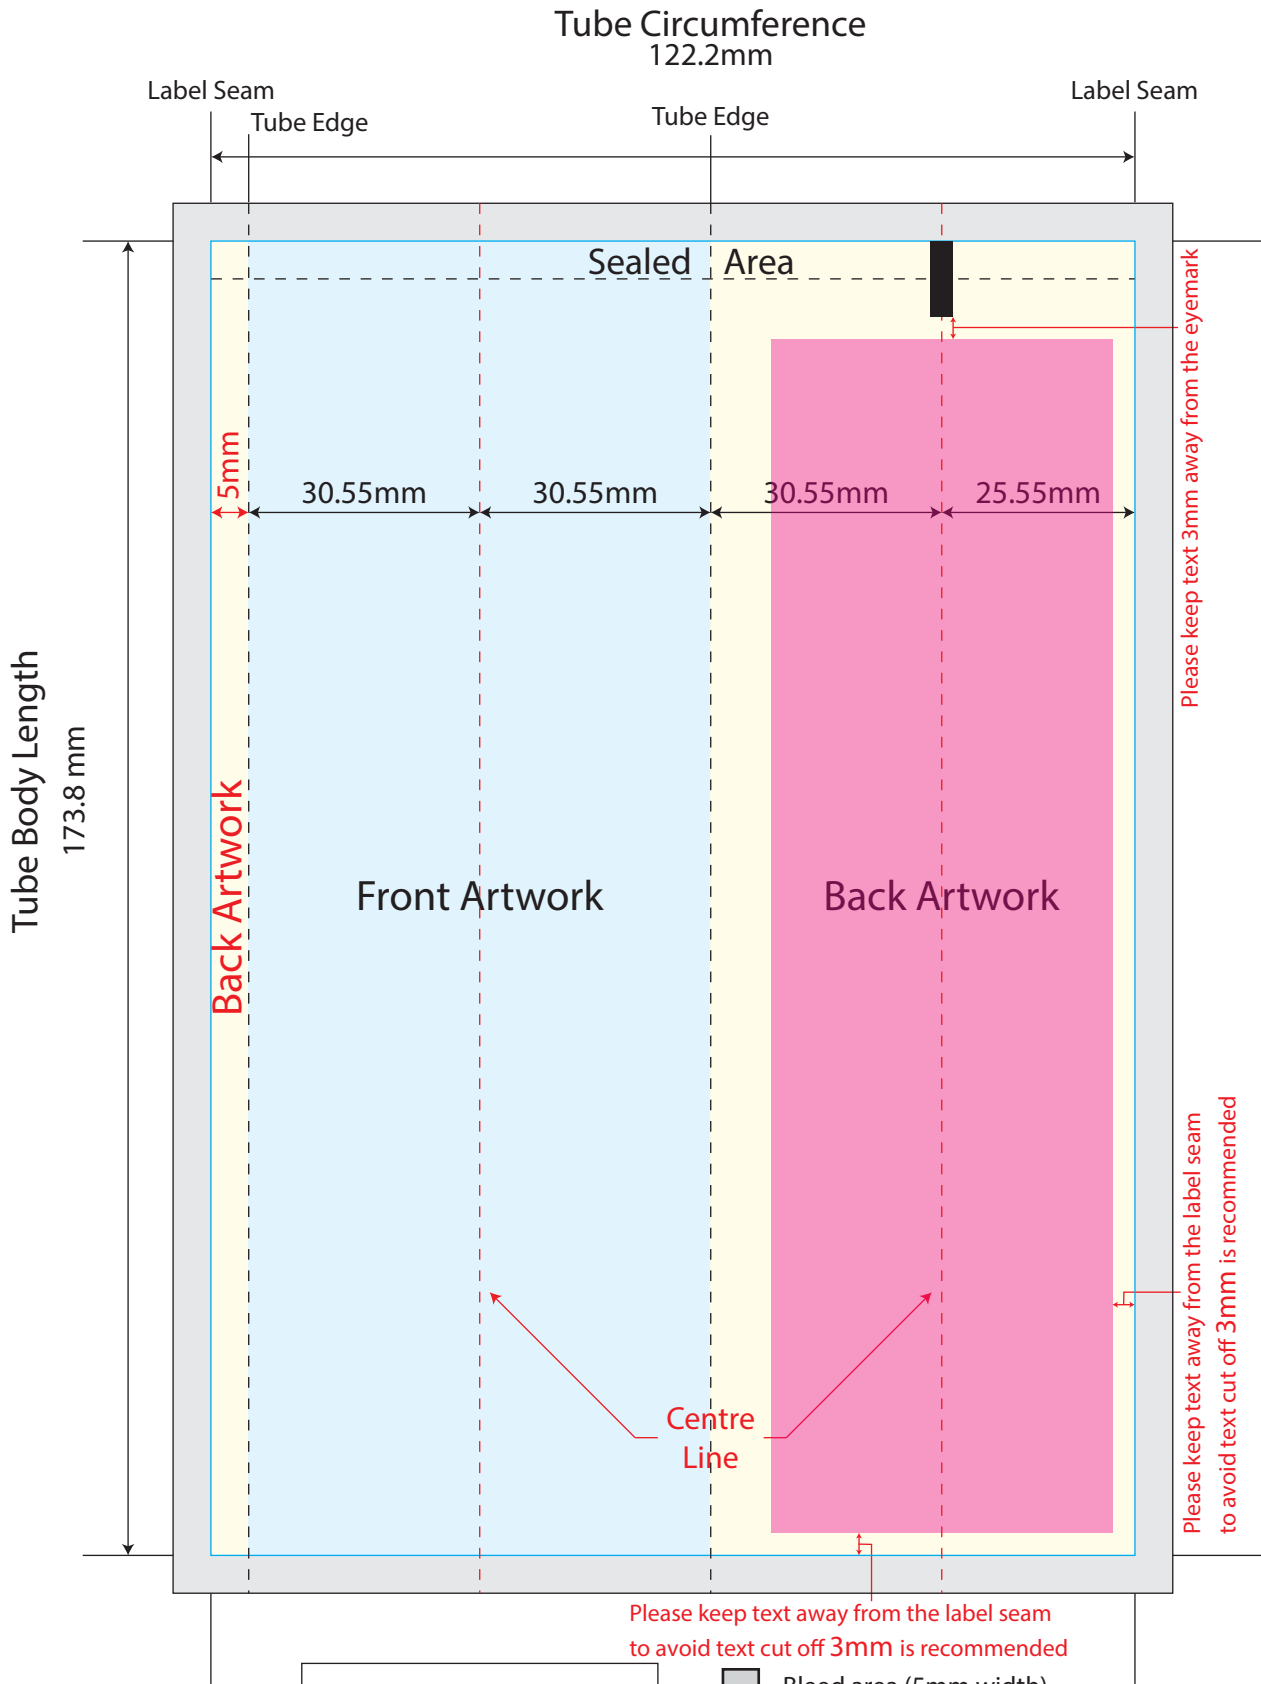 Tube Circumference
122.2mm
Label Seam
Label Seam
Tube Edge
Tube Edge
Sealed Area
Please keep text 3mm away from the eyemark
5mm
30.55mm
30.55mm
30.55mm
25.55mm
Tube Body Length
173.8 mm
Back Artwork
Front Artwork
Back Artwork
Please keep text away from the label seam
to avoid text cut off 3mm is recommended
Centre
Line
Please keep text away from the label seam
to avoid text cut off 3mm is recommended
Bleed area (5mm width)